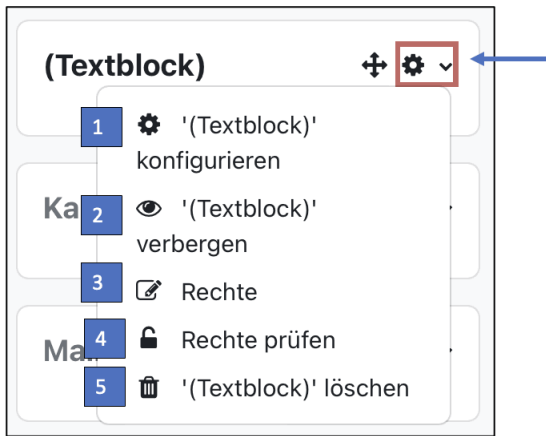 (Textblock)
1 '(Textblock)'
konfigurieren
Ka 2 '(Textblock)'
verbergen
3 Rechte
Ma 4 Rechte prüfen
5 '(Textblock)' löschen